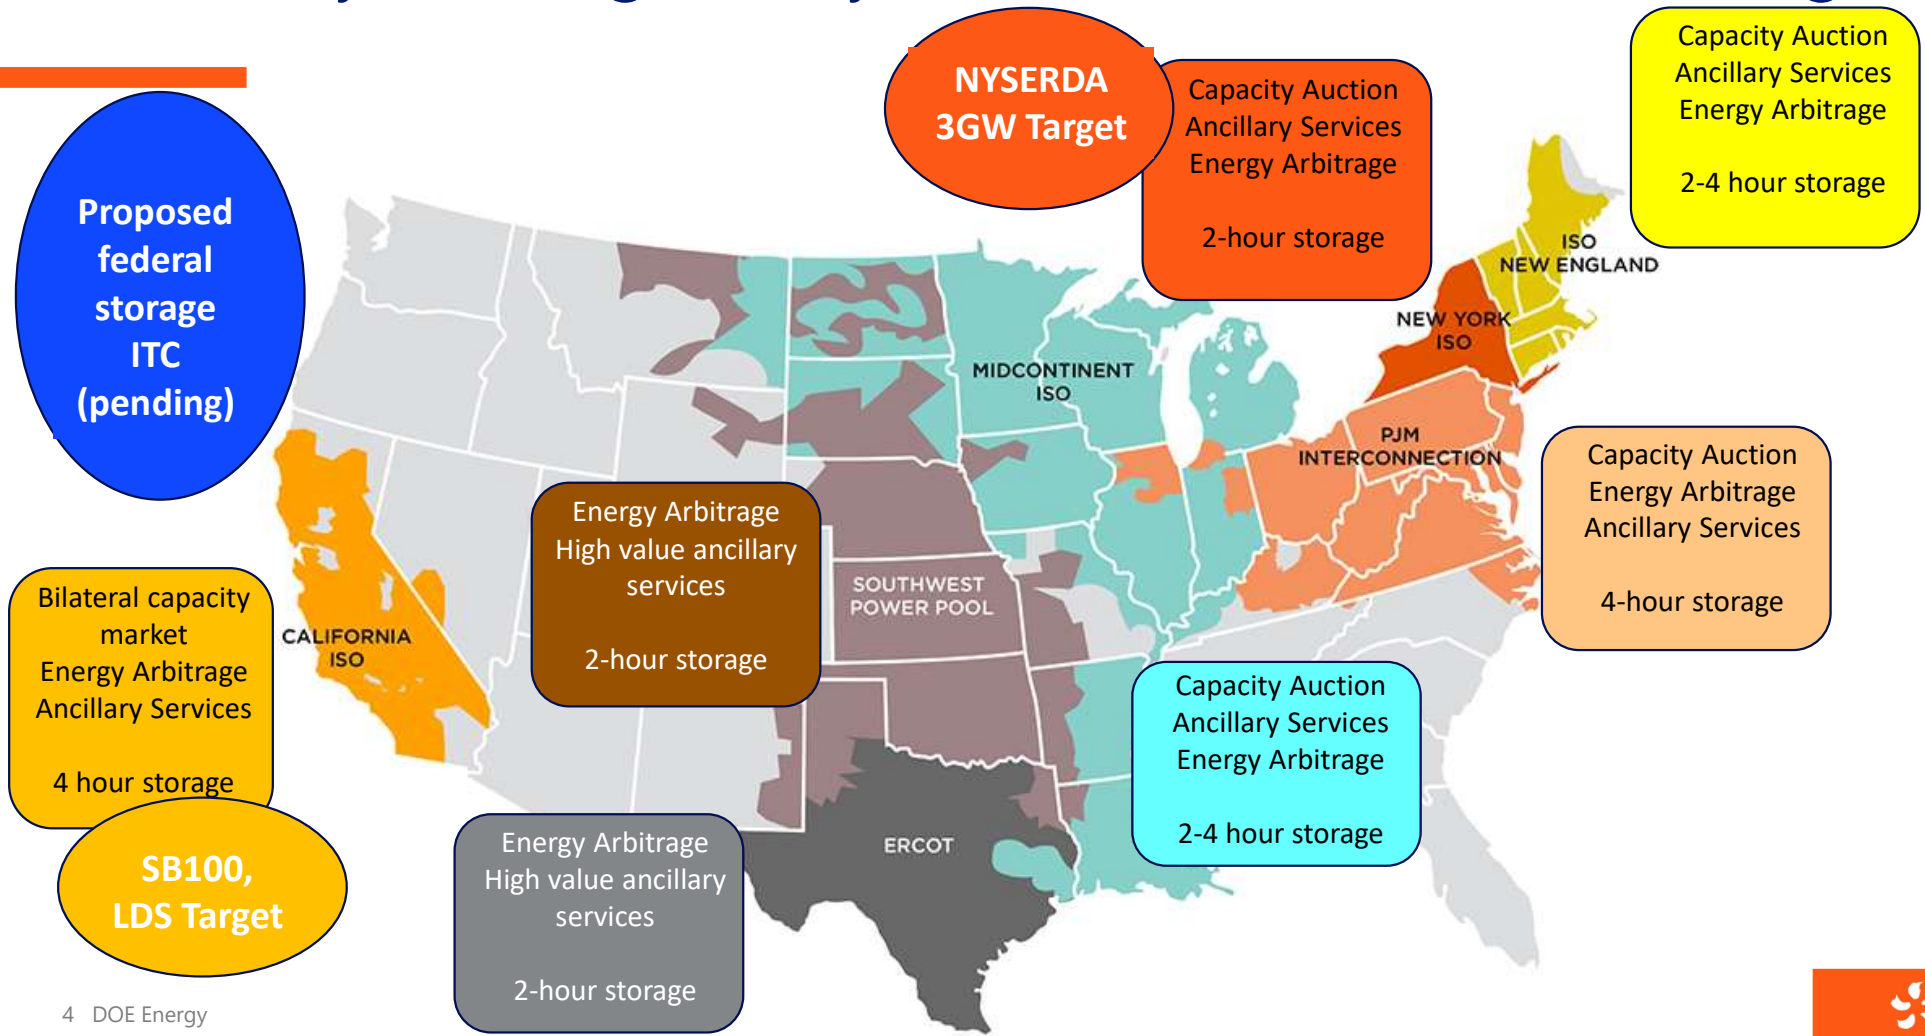 NYSERDA
3GW Target
Capacity Auction
Ancillary Services
Energy Arbitrage
2-hour storage
Capacity Auction
Ancillary Services
Energy Arbitrage
2-4 hour storage
Proposed
federal
storage
ITC
(pending)
ISO
NEW ENGLAND
NEW YORK
ISO
MIDCONTINENT
ISO
PJM
INTERCONNECTION
Capacity Auction
Energy Arbitrage
Ancillary Services
4-hour storage
Energy Arbitrage
High value ancillary
services
2-hour storage
SOUTHWEST
POWER POOL
Bilateral capacity
market
Energy Arbitrage
Ancillary Services
4 hour storage
CALIFORNIA
ISO
SB100,
LDS Target
Capacity Auction
Ancillary Services
Energy Arbitrage
2-4 hour storage
Energy Arbitrage
High value ancillary
services
2-hour storage
ERCOT
4 DOE Energy